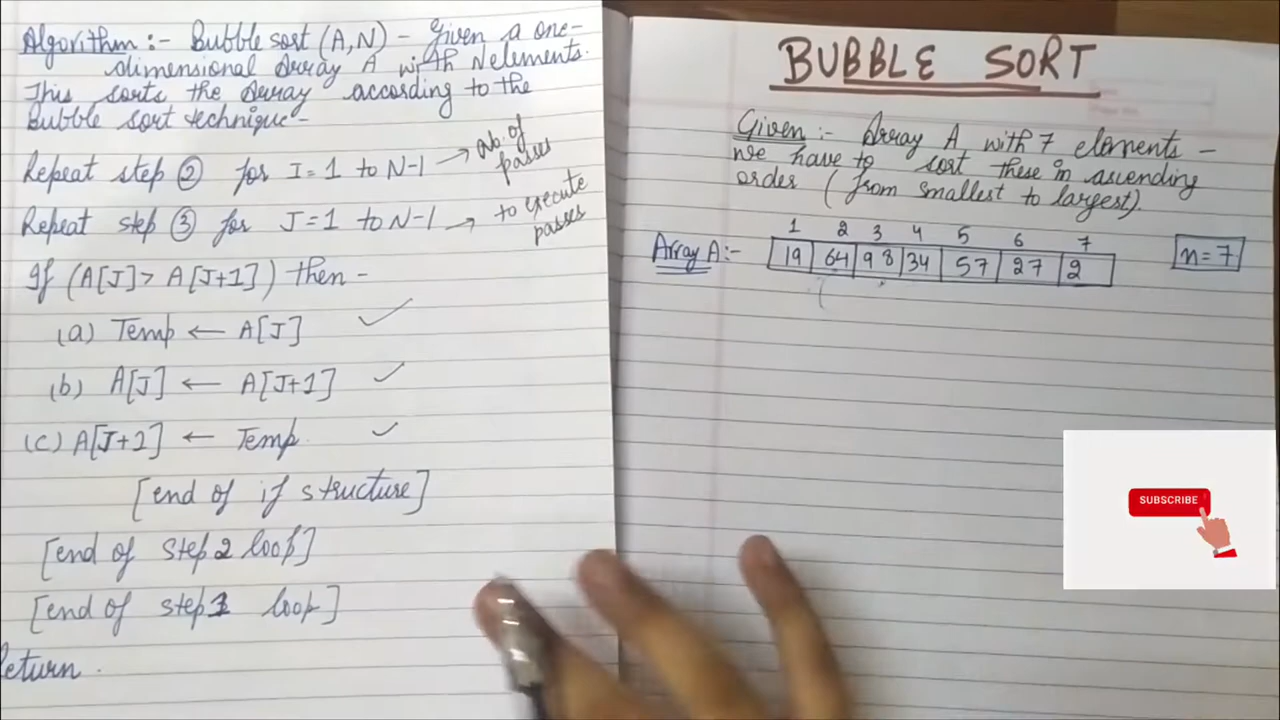 Algorithm :- Bubble sort (A,N) - Given a one-
dimensional Array A with N elements.
This sorts the Array according to the
Bubble sort technique -
Repeat step ② for I = 1 to N-1 → No. of
passes
Repeat step ③ for J = 1 to N-1 → to execute
passes
If (A[J] > A[J+1]) then -
(a) Temp ← A[J] ✓
(b) A[J] ← A[J+1] ✓
(c) A[J+1] ← Temp. ✓
[end of if structure]
[end of step 2 loop]
[end of step 1 loop]
Return.
BUBBLE SORT
Given :- Array A with 7 elements -
we have to sort these in ascending
order (from smallest to largest).
1 2 3 4 5 6 7
Array A :- 19 64 98 34 57 27 2 n = 7
SUBSCRIBE